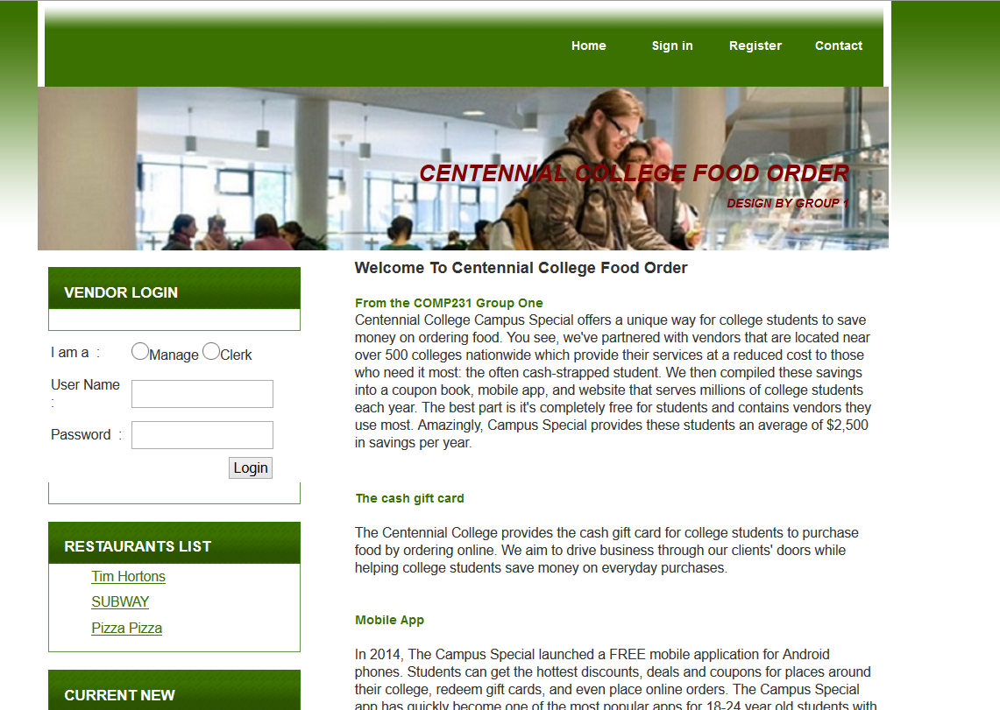 Home Sign in Register Contact
CENTENNIAL COLLEGE FOOD ORDER
DESIGN BY GROUP 1
VENDOR LOGIN
I am a : Manage Clerk
User Name
:
Password :
Login
RESTAURANTS LIST
Tim Hortons
SUBWAY
Pizza Pizza
CURRENT NEW
Welcome To Centennial College Food Order
From the COMP231 Group One
Centennial College Campus Special offers a unique way for college students to save
money on ordering food. You see, we've partnered with vendors that are located near
over 500 colleges nationwide which provide their services at a reduced cost to those
who need it most: the often cash-strapped student. We then compiled these savings
into a coupon book, mobile app, and website that serves millions of college students
each year. The best part is it's completely free for students and contains vendors they
use most. Amazingly, Campus Special provides these students an average of $2,500
in savings per year.
The cash gift card
The Centennial College provides the cash gift card for college students to purchase
food by ordering online. We aim to drive business through our clients' doors while
helping college students save money on everyday purchases.
Mobile App
In 2014, The Campus Special launched a FREE mobile application for Android
phones. Students can get the hottest discounts, deals and coupons for places around
their college, redeem gift cards, and even place online orders. The Campus Special
app has quickly become one of the most popular apps for 18-24 year old students with